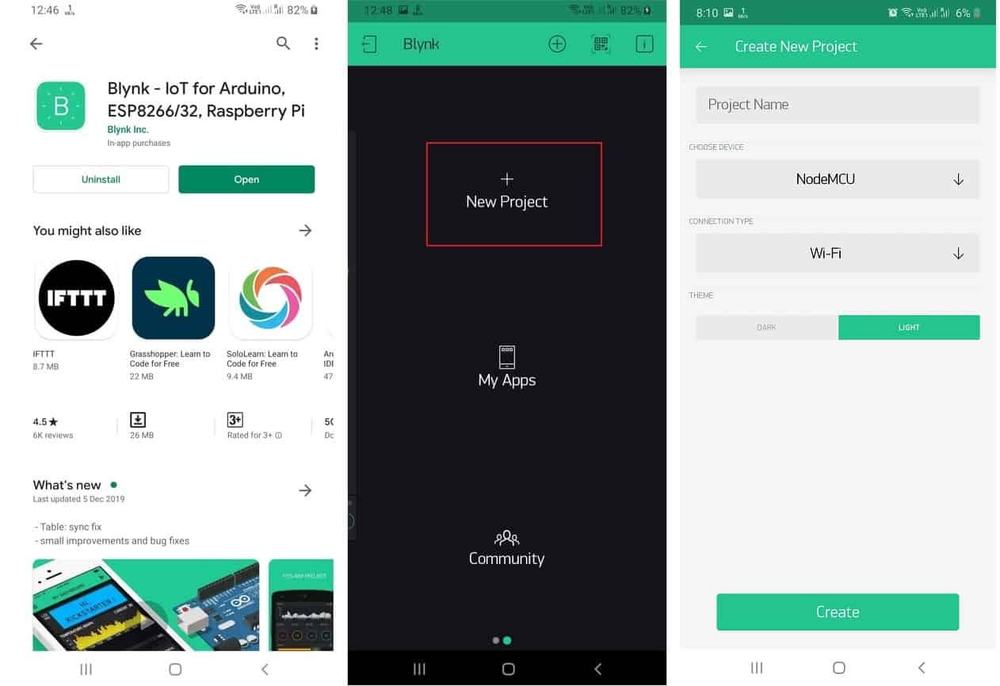 12:46
82%
Blynk - IoT for Arduino,
ESP8266/32, Raspberry Pi
B
Blynk Inc.
In-app purchases
Uninstall
Open
You might also like
IFTTT
IFTTT
8.7 MB
Grasshopper: Learn to
Code for Free
22 MB
SoloLearn: Learn to
Code for Free
9.4 MB
47
4.5★
6K reviews
26 MB
3+
Rated for 3+
What's new
Last updated 5 Dec 2019
- Table: sync fix
- small improvements and bug fixes
MY DASHBOARD
HI,
KICKSTARTER !
FITS ANY PROJECT
12:48
82%
Blynk
New Project
My Apps
Community
8:10
6%
Create New Project
Project Name
CHOOSE DEVICE
NodeMCU
CONNECTION TYPE
Wi-Fi
THEME
DARK
LIGHT
Create